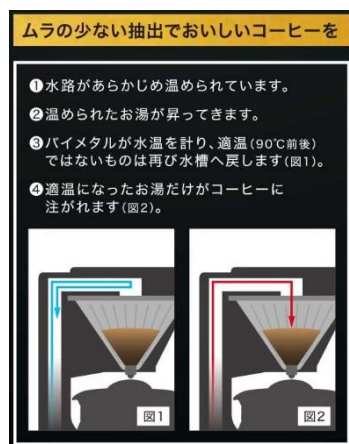 ムラの少ない抽出でおいしいコーヒーを
❶水路があらかじめ温められています。
❷温められたお湯が昇ってきます。
❸バイメタルが水温を計り、適温(90℃前後)
ではないものは再び水槽へ戻します(図1)。
❹適温になったお湯だけがコーヒーに
注がれます(図2)。
図1
図2